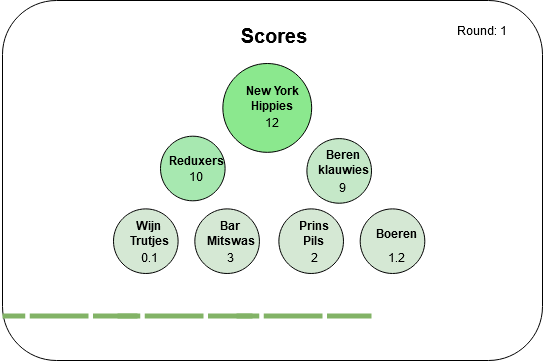 Scores
Round: 1
New York
Hippies
12
Reduxers
10
Beren
klauwies
9
Wijn
Trutjes
0.1
Bar
Mitswas
3
Prins
Pils
2
Boeren
1.2